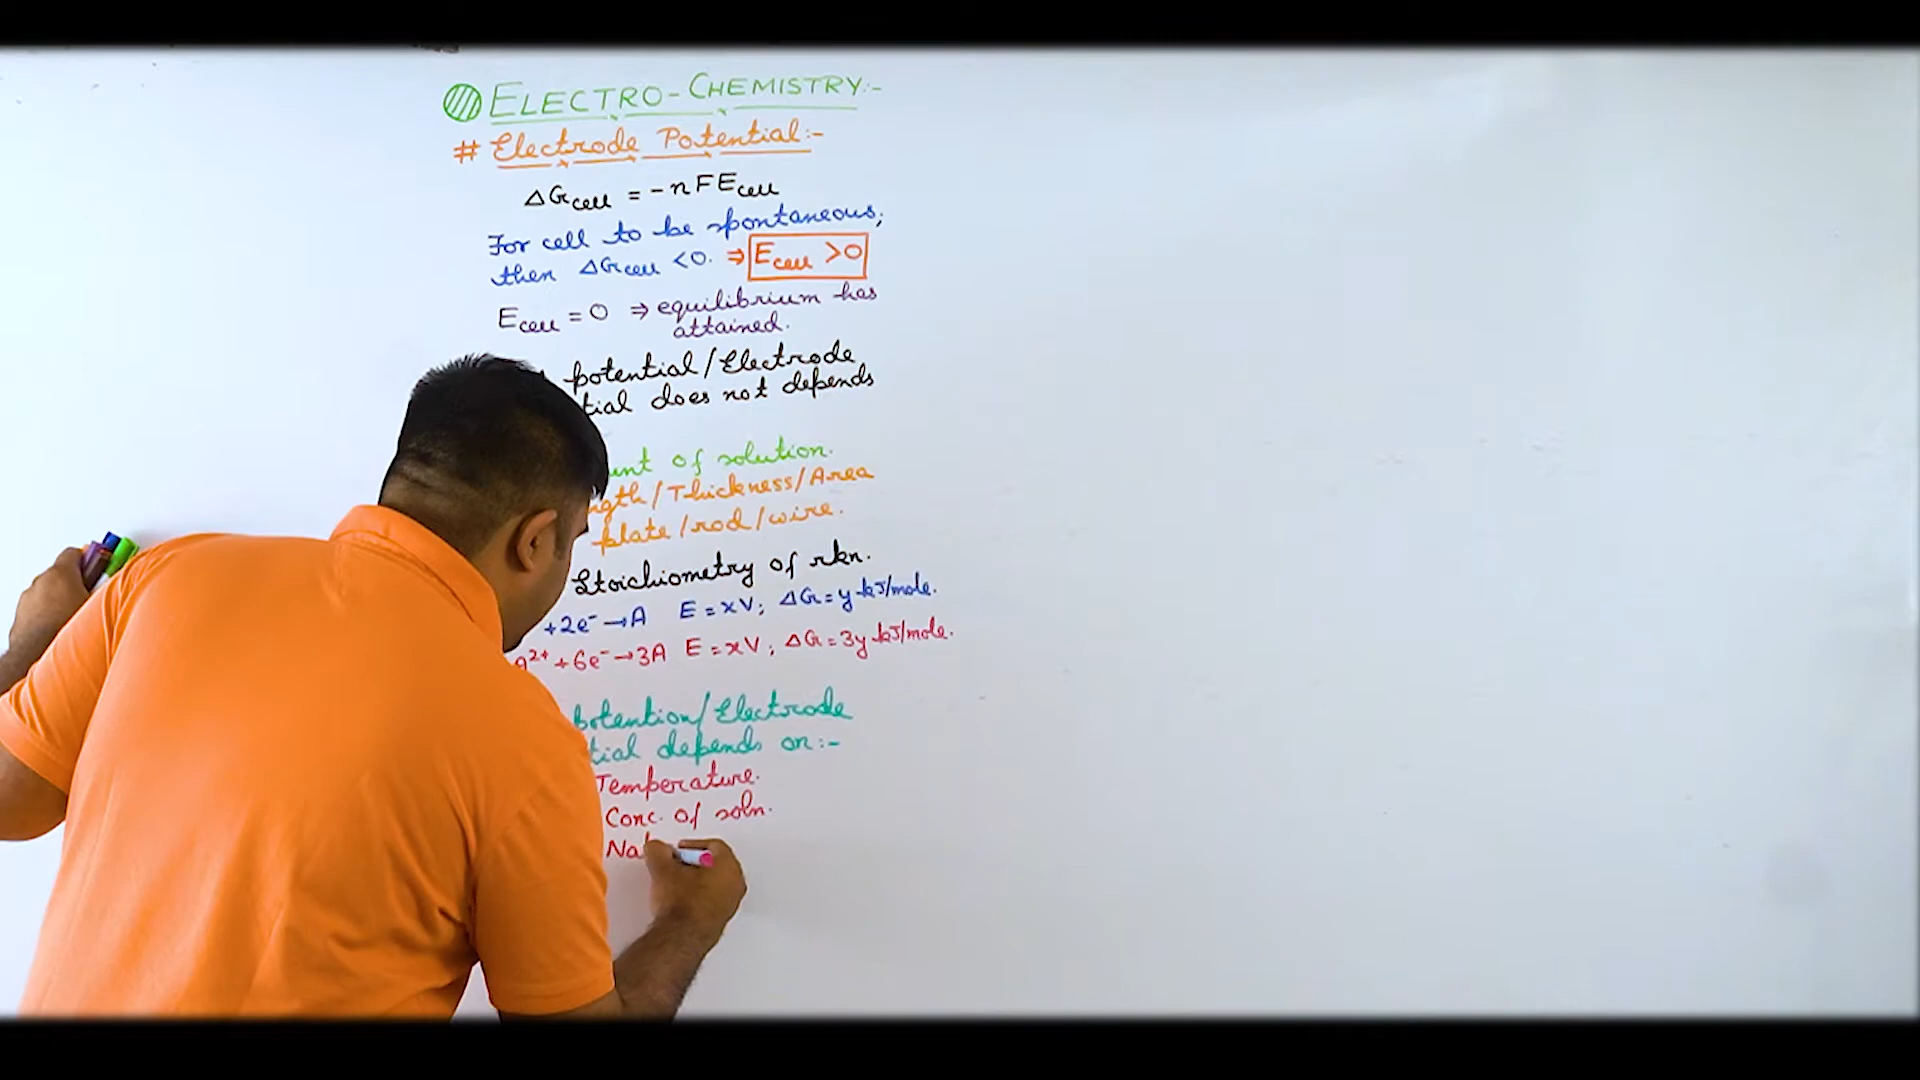 ELECTRO-CHEMISTRY:-
# Electrode Potential:-
ΔGcell = -nFEcell
For cell to be spontaneous,
then ΔGcell <0. ⇒ Ecell >0
Ecell = 0 ⇒ equilibrium has
attained.
potential/Electrode
tial does not depends
unt of solution.
ngth/Thickness/Area
plate/rod/wire.
Stoichiometry of rxn.
+2e⁻→A E = xV; ΔG = y kJ/mole.
A²⁺+6e⁻→3A E = xV; ΔG = 3y kJ/mole.
potention/Electrode
tial depends on:-
Temperature.
Conc. of soln.
Na